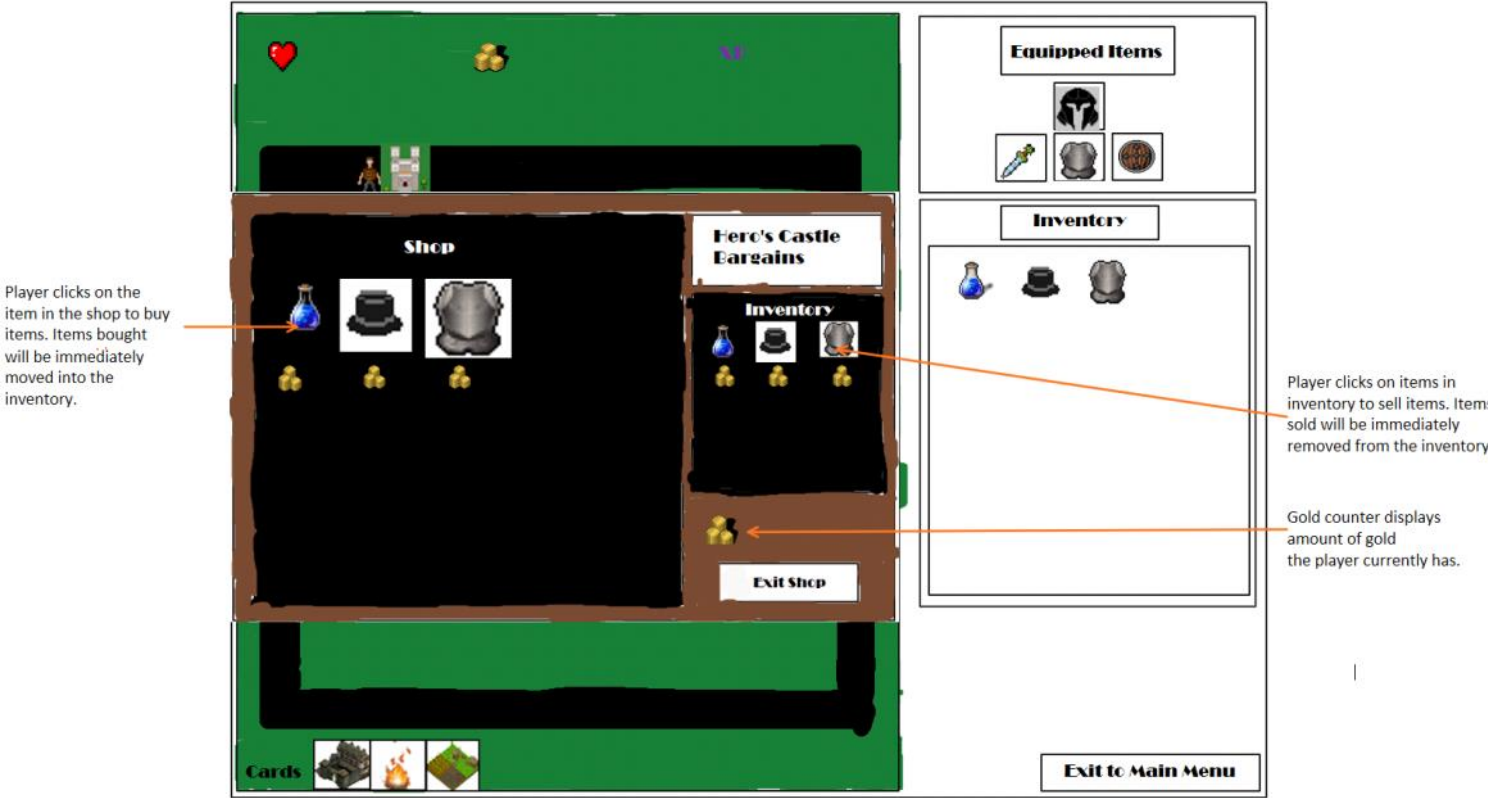 XP
Equipped Items
Player clicks on the
item in the shop to buy
items. Items bought
will be immediately
moved into the
inventory.
Shop
Hero's Castle
Bargains
Inventory
Exit Shop
Inventory
Player clicks on items in
inventory to sell items. Items
sold will be immediately
removed from the inventory
Gold counter displays
amount of gold
the player currently has.
Cards
Exit to Main Menu